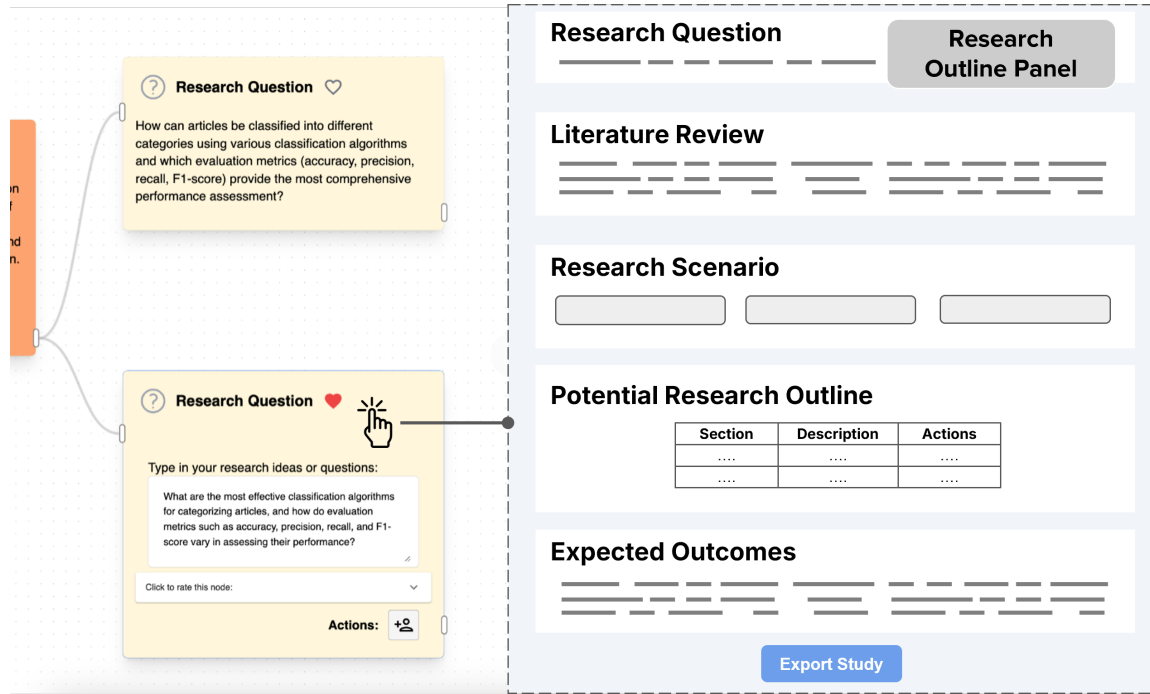 on
f
nd
n.
? Research Question
How can articles be classified into different
categories using various classification algorithms
and which evaluation metrics (accuracy, precision,
recall, F1-score) provide the most comprehensive
performance assessment?
? Research Question
Type in your research ideas or questions:
What are the most effective classification algorithms
for categorizing articles, and how do evaluation
metrics such as accuracy, precision, recall, and F1-
score vary in assessing their performance?
Click to rate this node:
Actions:
Research Question
Research
Outline Panel
Literature Review
Research Scenario
Potential Research Outline
Section Description Actions
.... .... ....
.... .... ....
Expected Outcomes
Export Study